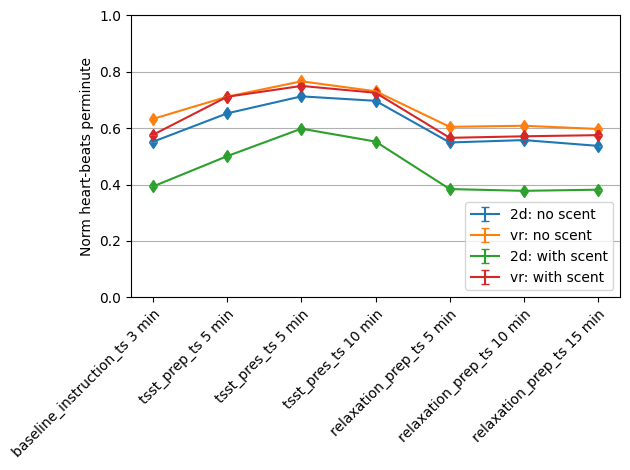 1.0
0.8
0.6
0.4
0.2
0.0
Norm heart-beats perminute
2d: no scent
vr: no scent
2d: with scent
vr: with scent
baseline_instruction_ts 3 min
tsst_prep_ts 5 min
tsst_pres_ts 5 min
tsst_pres_ts 10 min
relaxation_prep_ts 5 min
relaxation_prep_ts 10 min
relaxation_prep_ts 15 min